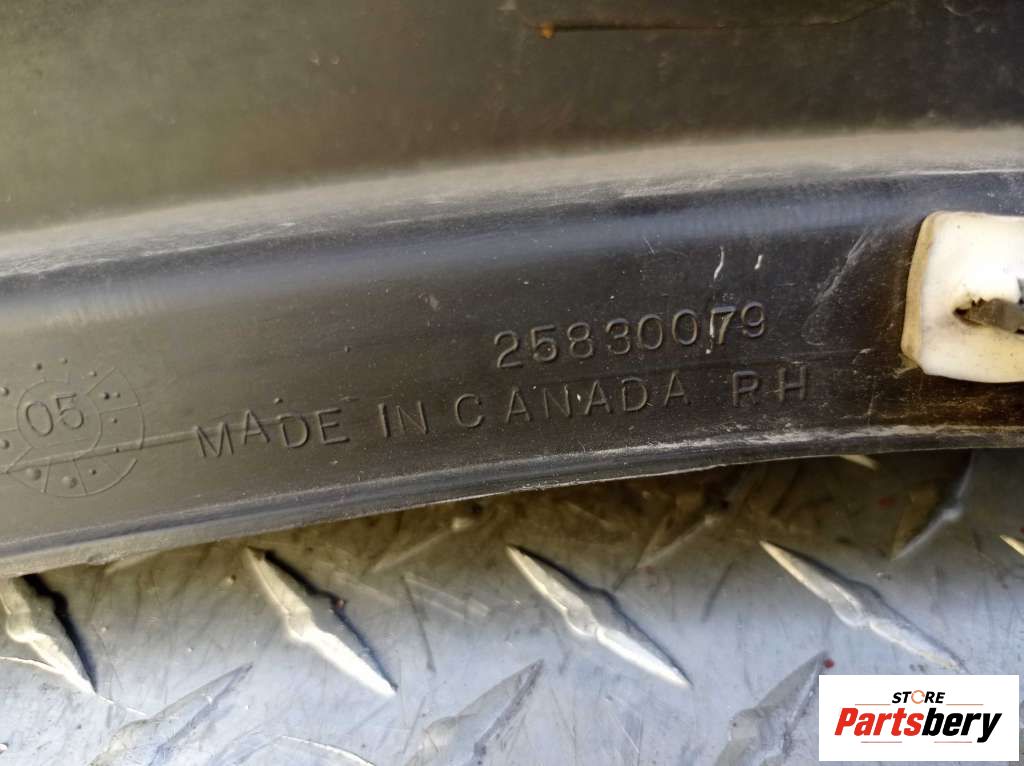 25830079
05
MADE IN CANADA RH
STORE
Partsbery